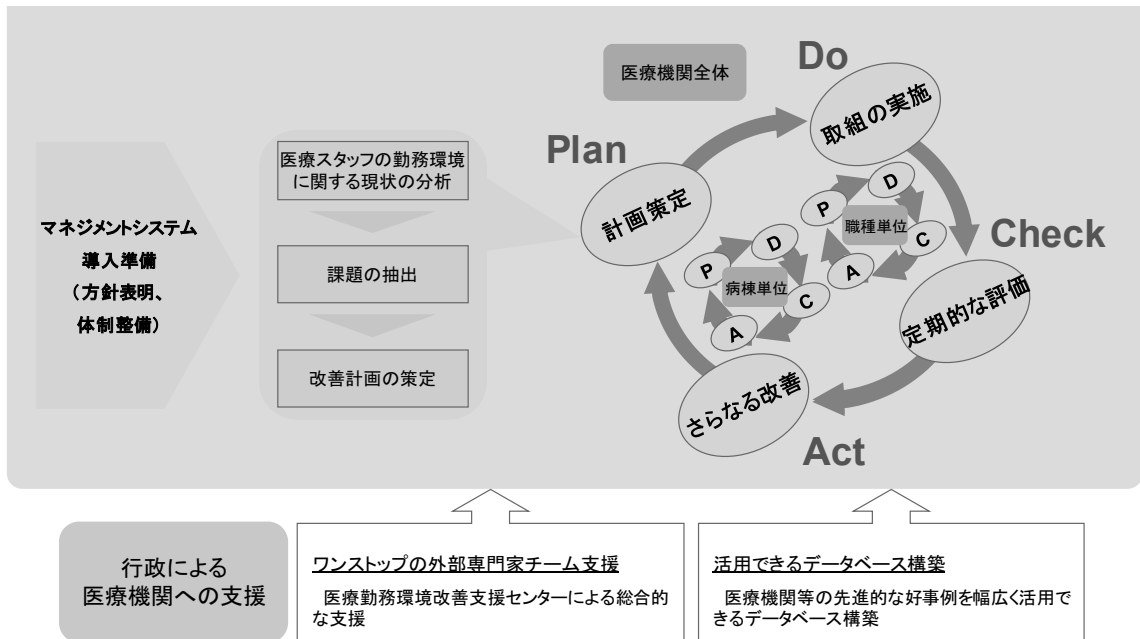 マネジメントシステム
導入準備
（方針表明、
体制整備）
医療スタッフの勤務環境
に関する現状の分析
課題の抽出
改善計画の策定
医療機関全体
Plan
計画策定
Do
取組の実施
Check
定期的な評価
Act
さらなる改善
職種単位
P
D
C
A
病棟単位
P
D
C
A
行政による
医療機関への支援
ワンストップの外部専門家チーム支援
医療勤務環境改善支援センターによる総合的
な支援
活用できるデータベース構築
医療機関等の先進的な好事例を幅広く活用で
きるデータベース構築